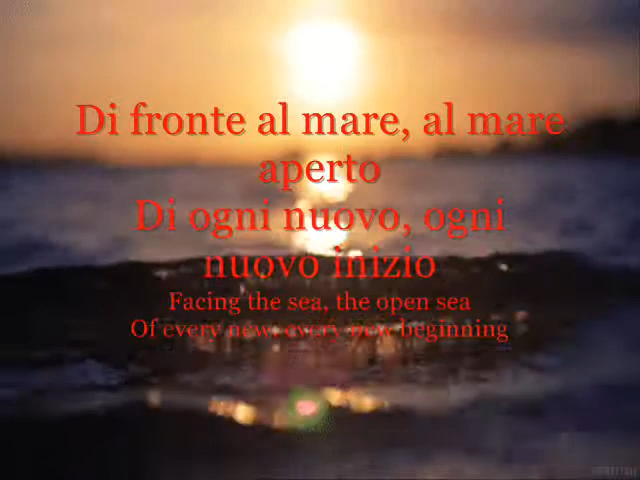 Di fronte al mare, al mare
aperto
Di ogni nuovo, ogni
nuovo inizio
Facing the sea, the open sea
Of every new, every new beginning